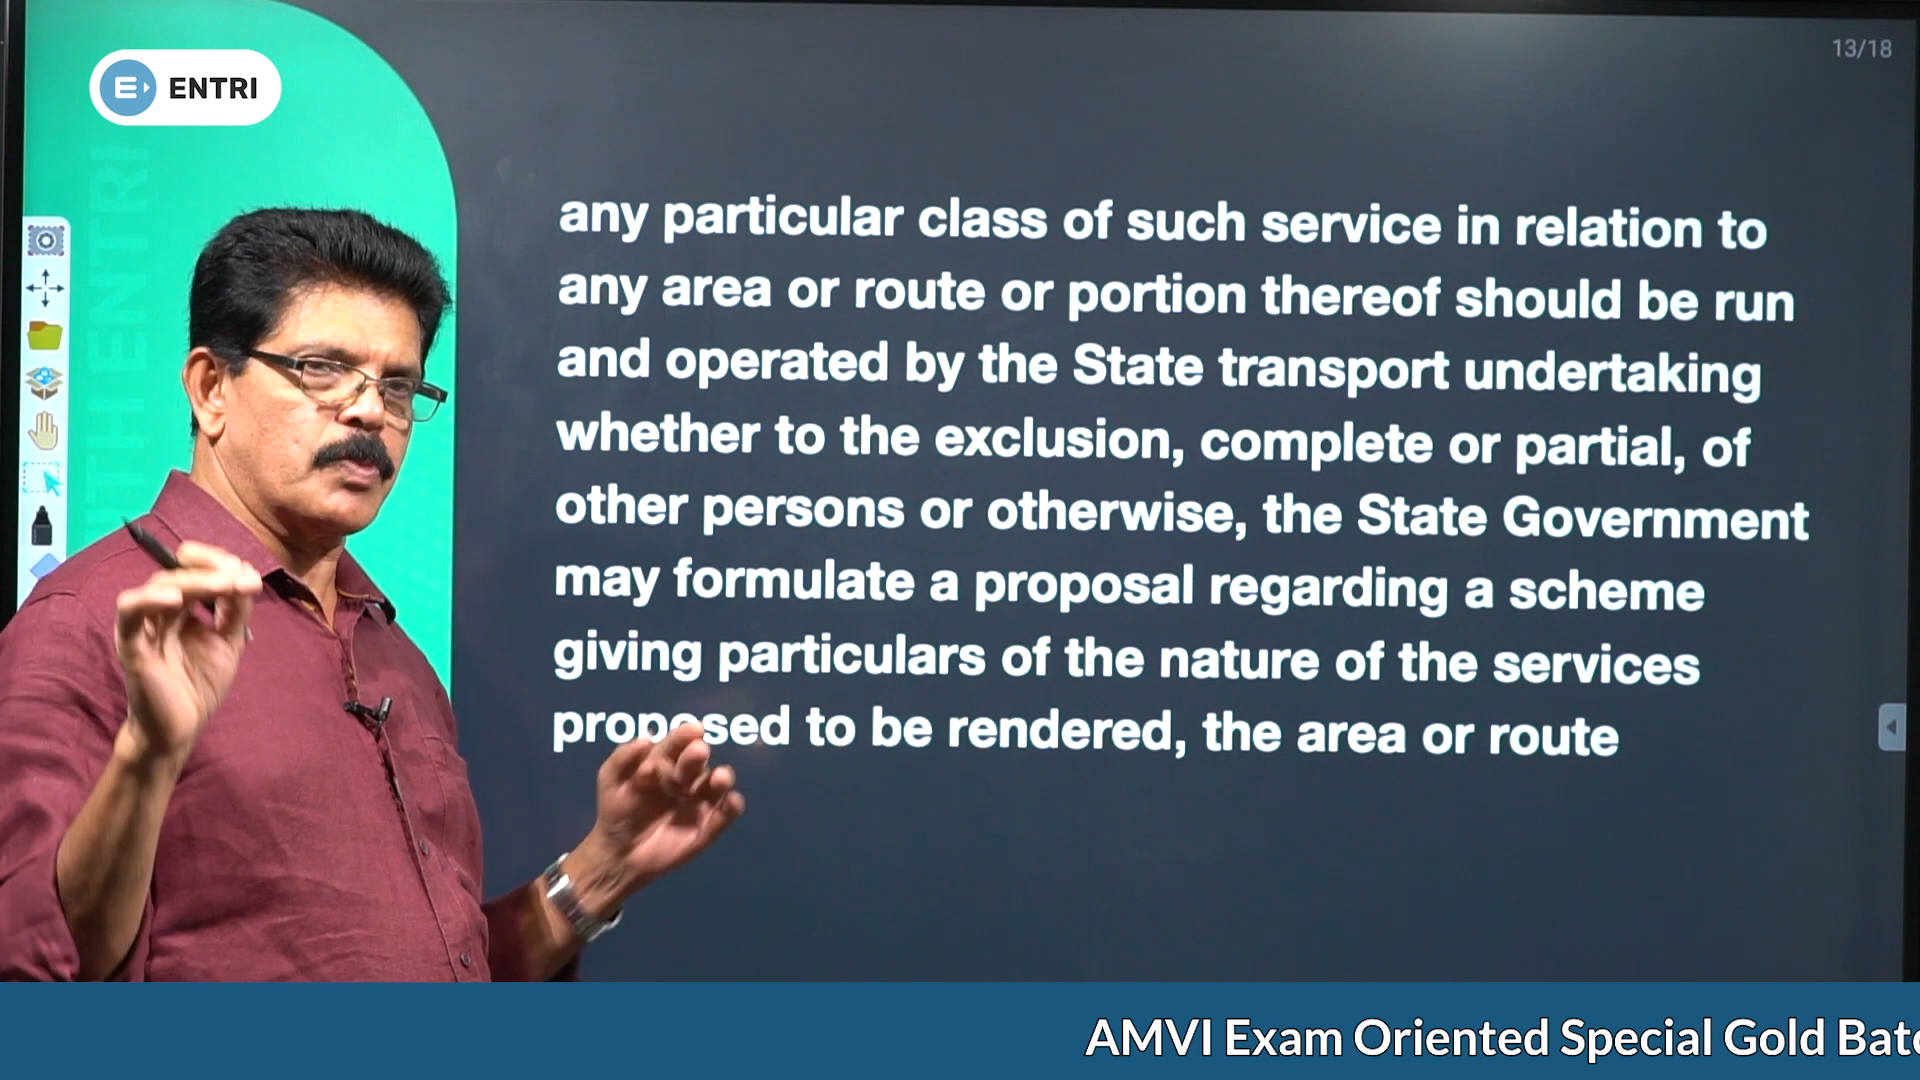 13/18
ENTRI
WITH ENTRI
any particular class of such service in relation to
any area or route or portion thereof should be run
and operated by the State transport undertaking
whether to the exclusion, complete or partial, of
other persons or otherwise, the State Government
may formulate a proposal regarding a scheme
giving particulars of the nature of the services
proposed to be rendered, the area or route
AMVI Exam Oriented Special Gold